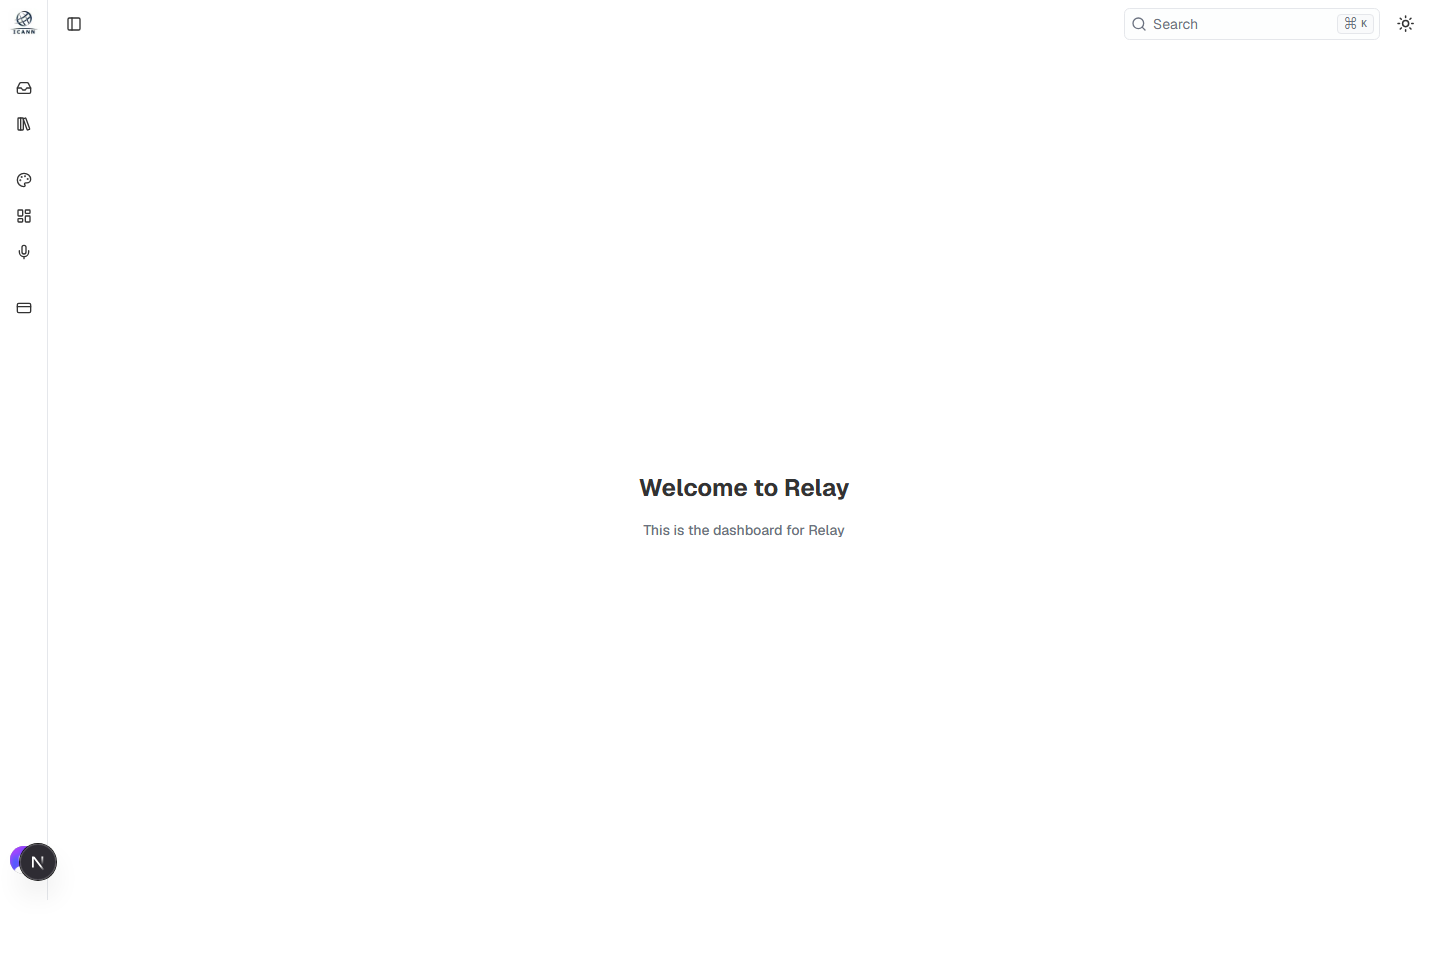 ICANN
Search
⌘ K
Welcome to Relay
This is the dashboard for Relay
N